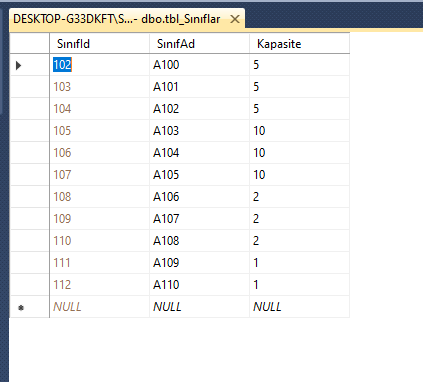 DESKTOP-G33DKFT\S...- dbo.tbl_Sınıflar
SınıfId SınıfAd Kapasite
102 A100 5
103 A101 5
104 A102 5
105 A103 10
106 A104 10
107 A105 10
108 A106 2
109 A107 2
110 A108 2
111 A109 1
112 A110 1
NULL NULL NULL